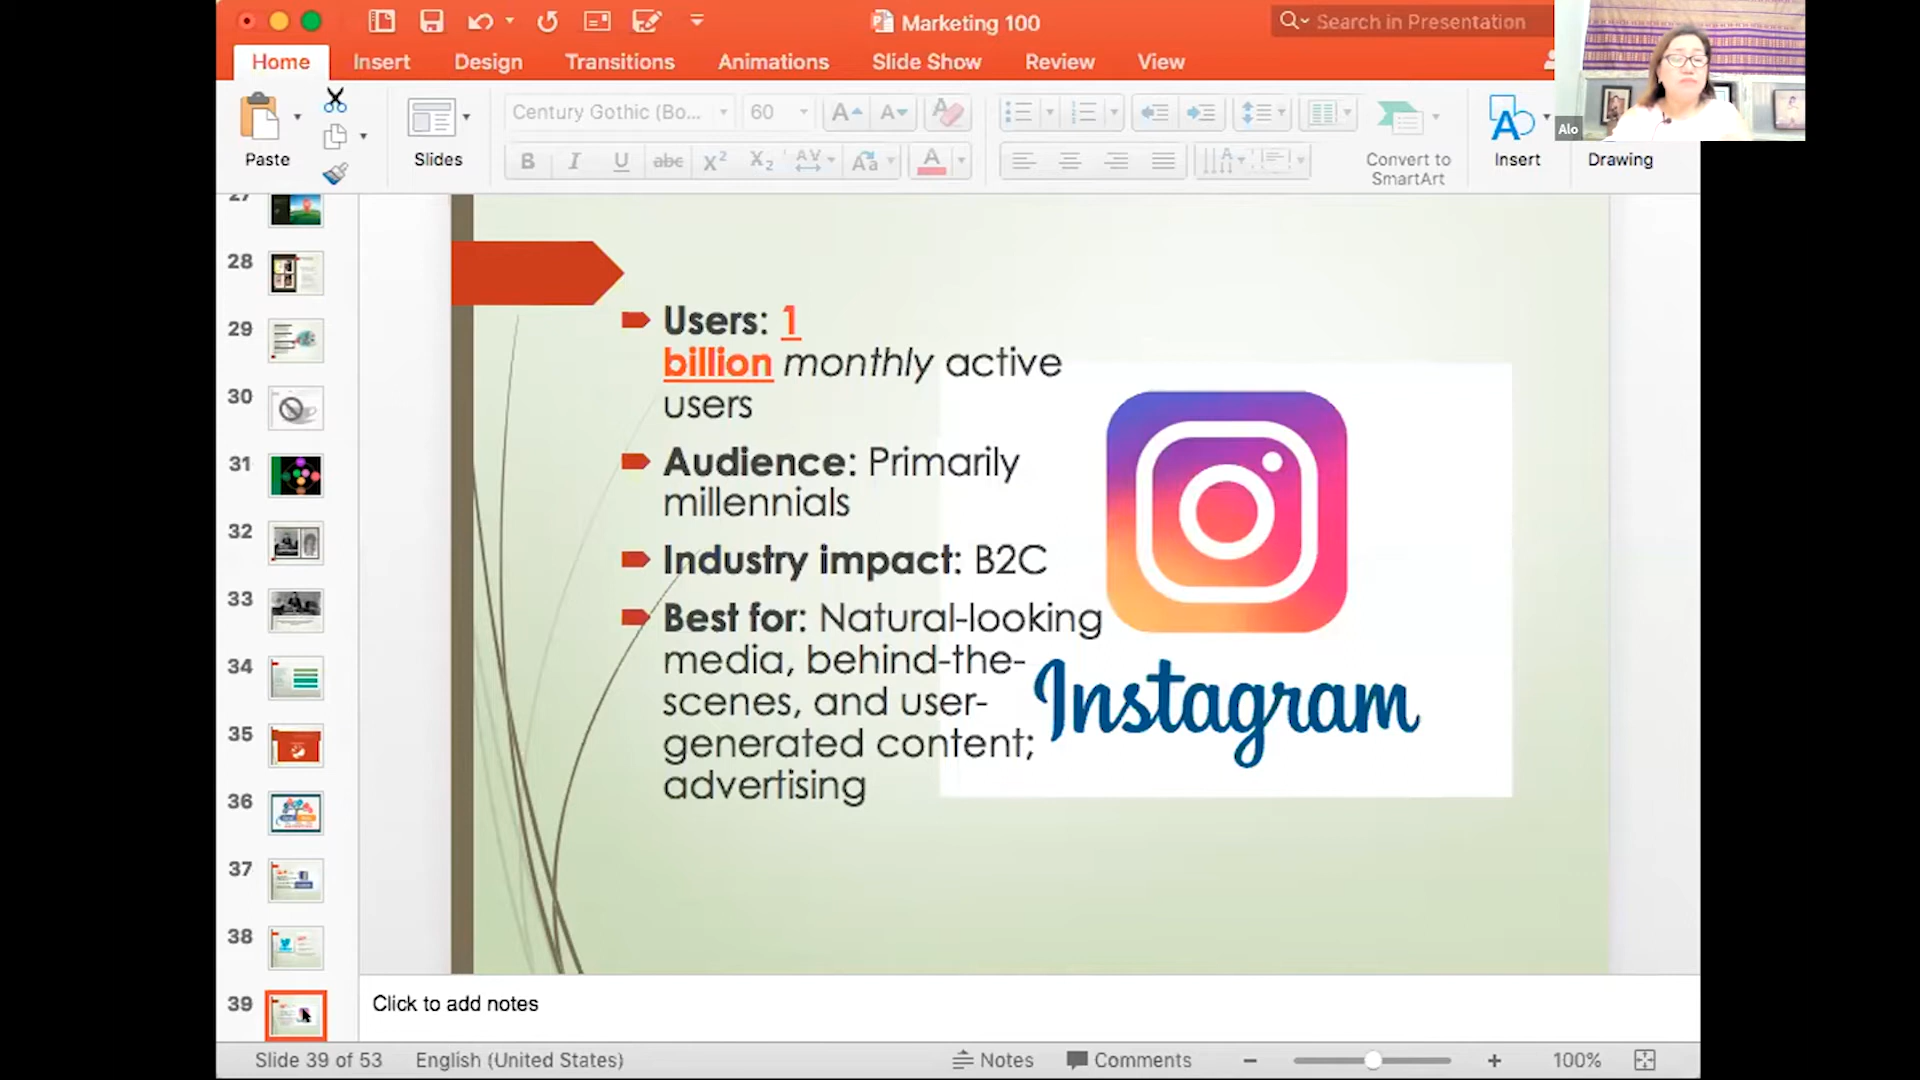 Marketing 100
Search in Presentation
Home Insert Design Transitions Animations Slide Show Review View
Alo
Century Gothic (Bo... 60
Paste Slides Convert to SmartArt Insert Drawing
27
28
29
30
31
32
33
34
35
36
37
38
39
Users: 1
billion monthly active
users
Audience: Primarily
millennials
Industry impact: B2C
Best for: Natural-looking
media, behind-the-
scenes, and user-
generated content;
advertising
Instagram
Click to add notes
Slide 39 of 53 English (United States) Notes Comments 100%